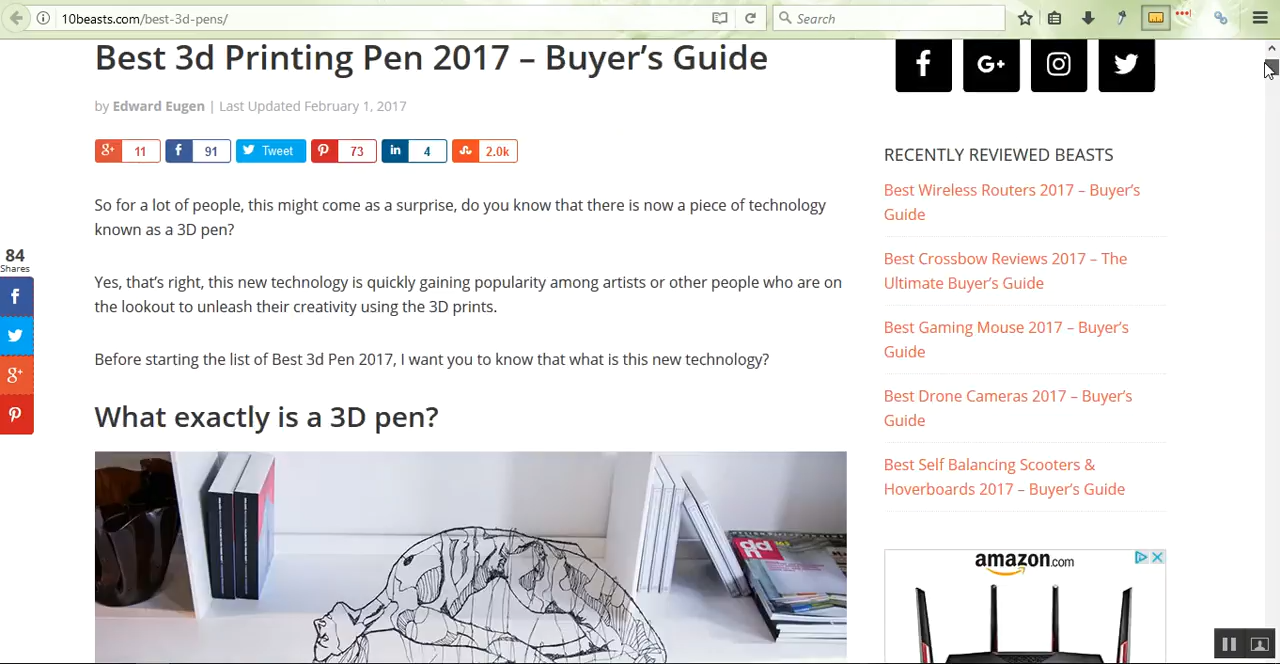 10beasts.com/best-3d-pens/
Search
Best 3d Printing Pen 2017 – Buyer’s Guide
by Edward Eugen | Last Updated February 1, 2017
11
91
Tweet
73
4
2.0k
So for a lot of people, this might come as a surprise, do you know that there is now a piece of technology
known as a 3D pen?
Yes, that’s right, this new technology is quickly gaining popularity among artists or other people who are on
the lookout to unleash their creativity using the 3D prints.
Before starting the list of Best 3d Pen 2017, I want you to know that what is this new technology?
What exactly is a 3D pen?
84
Shares
RECENTLY REVIEWED BEASTS
Best Wireless Routers 2017 – Buyer’s
Guide
Best Crossbow Reviews 2017 – The
Ultimate Buyer’s Guide
Best Gaming Mouse 2017 – Buyer’s
Guide
Best Drone Cameras 2017 – Buyer’s
Guide
Best Self Balancing Scooters &
Hoverboards 2017 – Buyer’s Guide
amazon.com